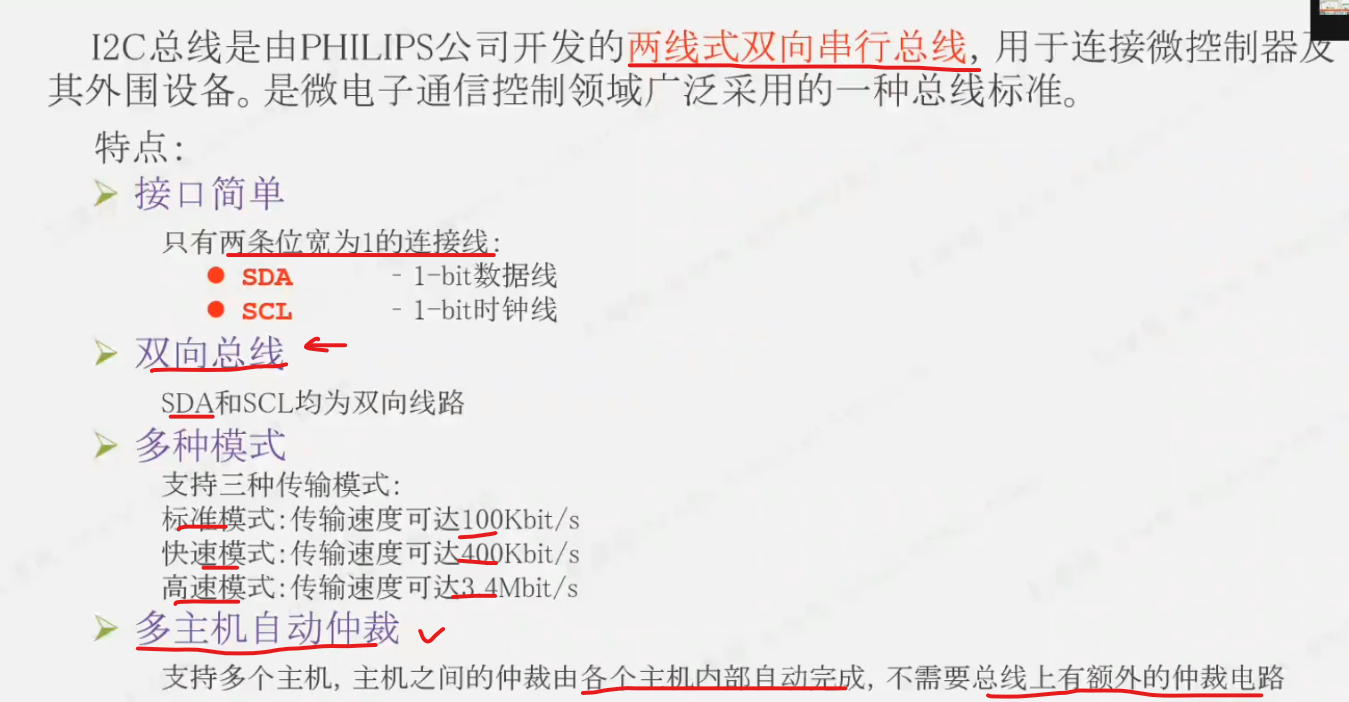 I2C总线是由PHILIPS公司开发的两线式双向串行总线, 用于连接微控制器及
其外围设备。是微电子通信控制领域广泛采用的一种总线标准。
特点:
接口简单
只有两条位宽为1的连接线:
SDA - 1-bit数据线
SCL - 1-bit时钟线
双向总线
SDA和SCL均为双向线路
多种模式
支持三种传输模式:
标准模式:传输速度可达100Kbit/s
快速模式:传输速度可达400Kbit/s
高速模式:传输速度可达3.4Mbit/s
多主机自动仲裁
支持多个主机, 主机之间的仲裁由各个主机内部自动完成, 不需要总线上有额外的仲裁电路